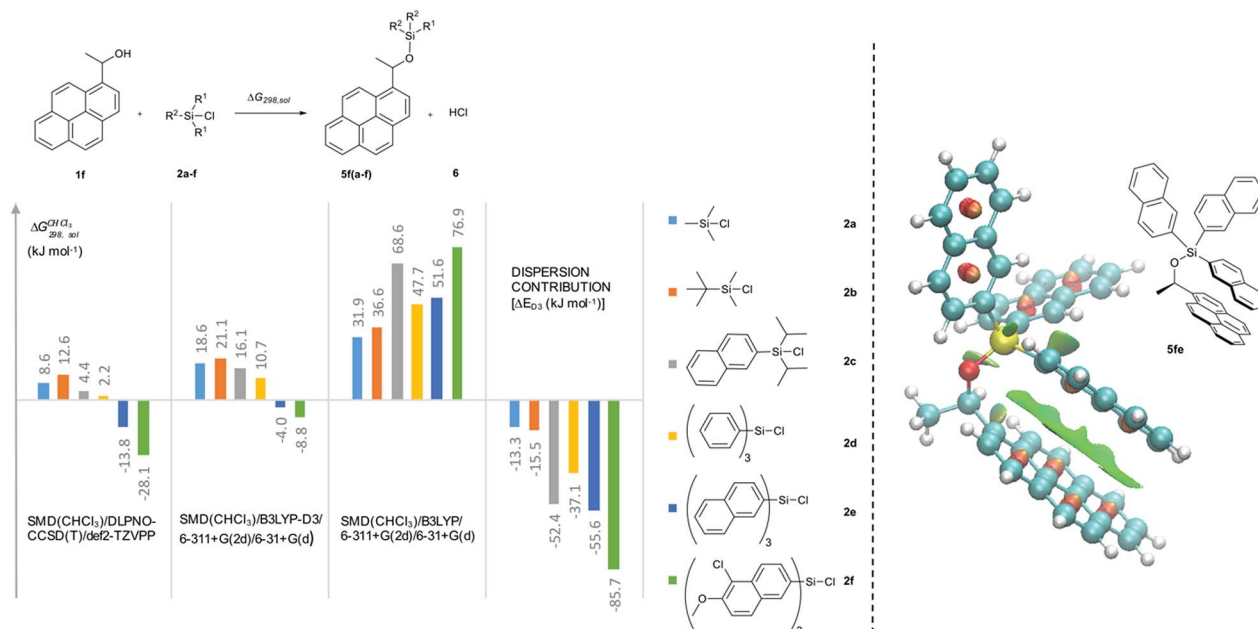 R²
R²
R¹
Si
OH
O
R¹
ΔG298,sol
+
R²-Si-Cl
+
HCl
R¹
1f
2a-f
5f(a-f)
6
ΔG CHCl₃ 298, sol
(kJ mol⁻¹)
8.6
12.6
4.4
2.2
-13.8
-28.1
18.6
21.1
16.1
10.7
-4.0
-8.8
31.9
36.6
68.6
47.7
51.6
76.9
DISPERSION
CONTRIBUTION
[ΔED3 (kJ mol⁻¹)]
-13.3
-15.5
-52.4
-37.1
-55.6
-85.7
SMD(CHCl₃)/DLPNO-
CCSD(T)/def2-TZVPP
SMD(CHCl₃)/B3LYP-D3/
6-311+G(2d)/6-31+G(d)
SMD(CHCl₃)/B3LYP/
6-311+G(2d)/6-31+G(d)
Si-Cl
2a
Si-Cl
2b
Cl
Si
2c
Si-Cl
2d
3
Si-Cl
2e
3
Cl
Si-Cl
2f
O
Si
O
5fe